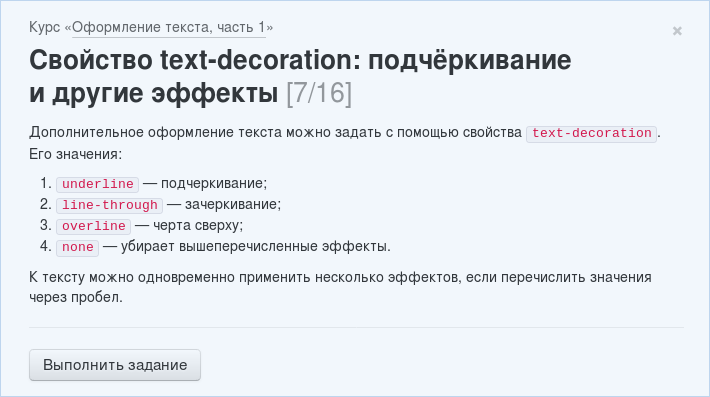 Курс «Оформление текста, часть 1»
×
Свойство text-decoration: подчёркивание
и другие эффекты [7/16]
Дополнительное оформление текста можно задать с помощью свойства text-decoration.
Его значения:
1. underline — подчеркивание;
2. line-through — зачеркивание;
3. overline — черта сверху;
4. none — убирает вышеперечисленные эффекты.
К тексту можно одновременно применить несколько эффектов, если перечислить значения
через пробел.
Выполнить задание